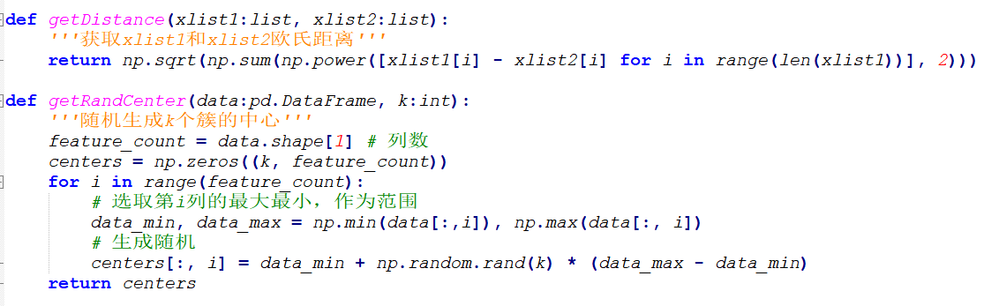 def getDistance(xlist1:list, xlist2:list):
    '''获取xlist1和xlist2欧氏距离'''
    return np.sqrt(np.sum(np.power([xlist1[i] - xlist2[i] for i in range(len(xlist1))], 2)))
def getRandCenter(data:pd.DataFrame, k:int):
    '''随机生成k个簇的中心'''
    feature_count = data.shape[1] # 列数
    centers = np.zeros((k, feature_count))
    for i in range(feature_count):
        # 选取第i列的最大最小，作为范围
        data_min, data_max = np.min(data[:,i]), np.max(data[:, i])
        # 生成随机
        centers[:, i] = data_min + np.random.rand(k) * (data_max - data_min)
    return centers